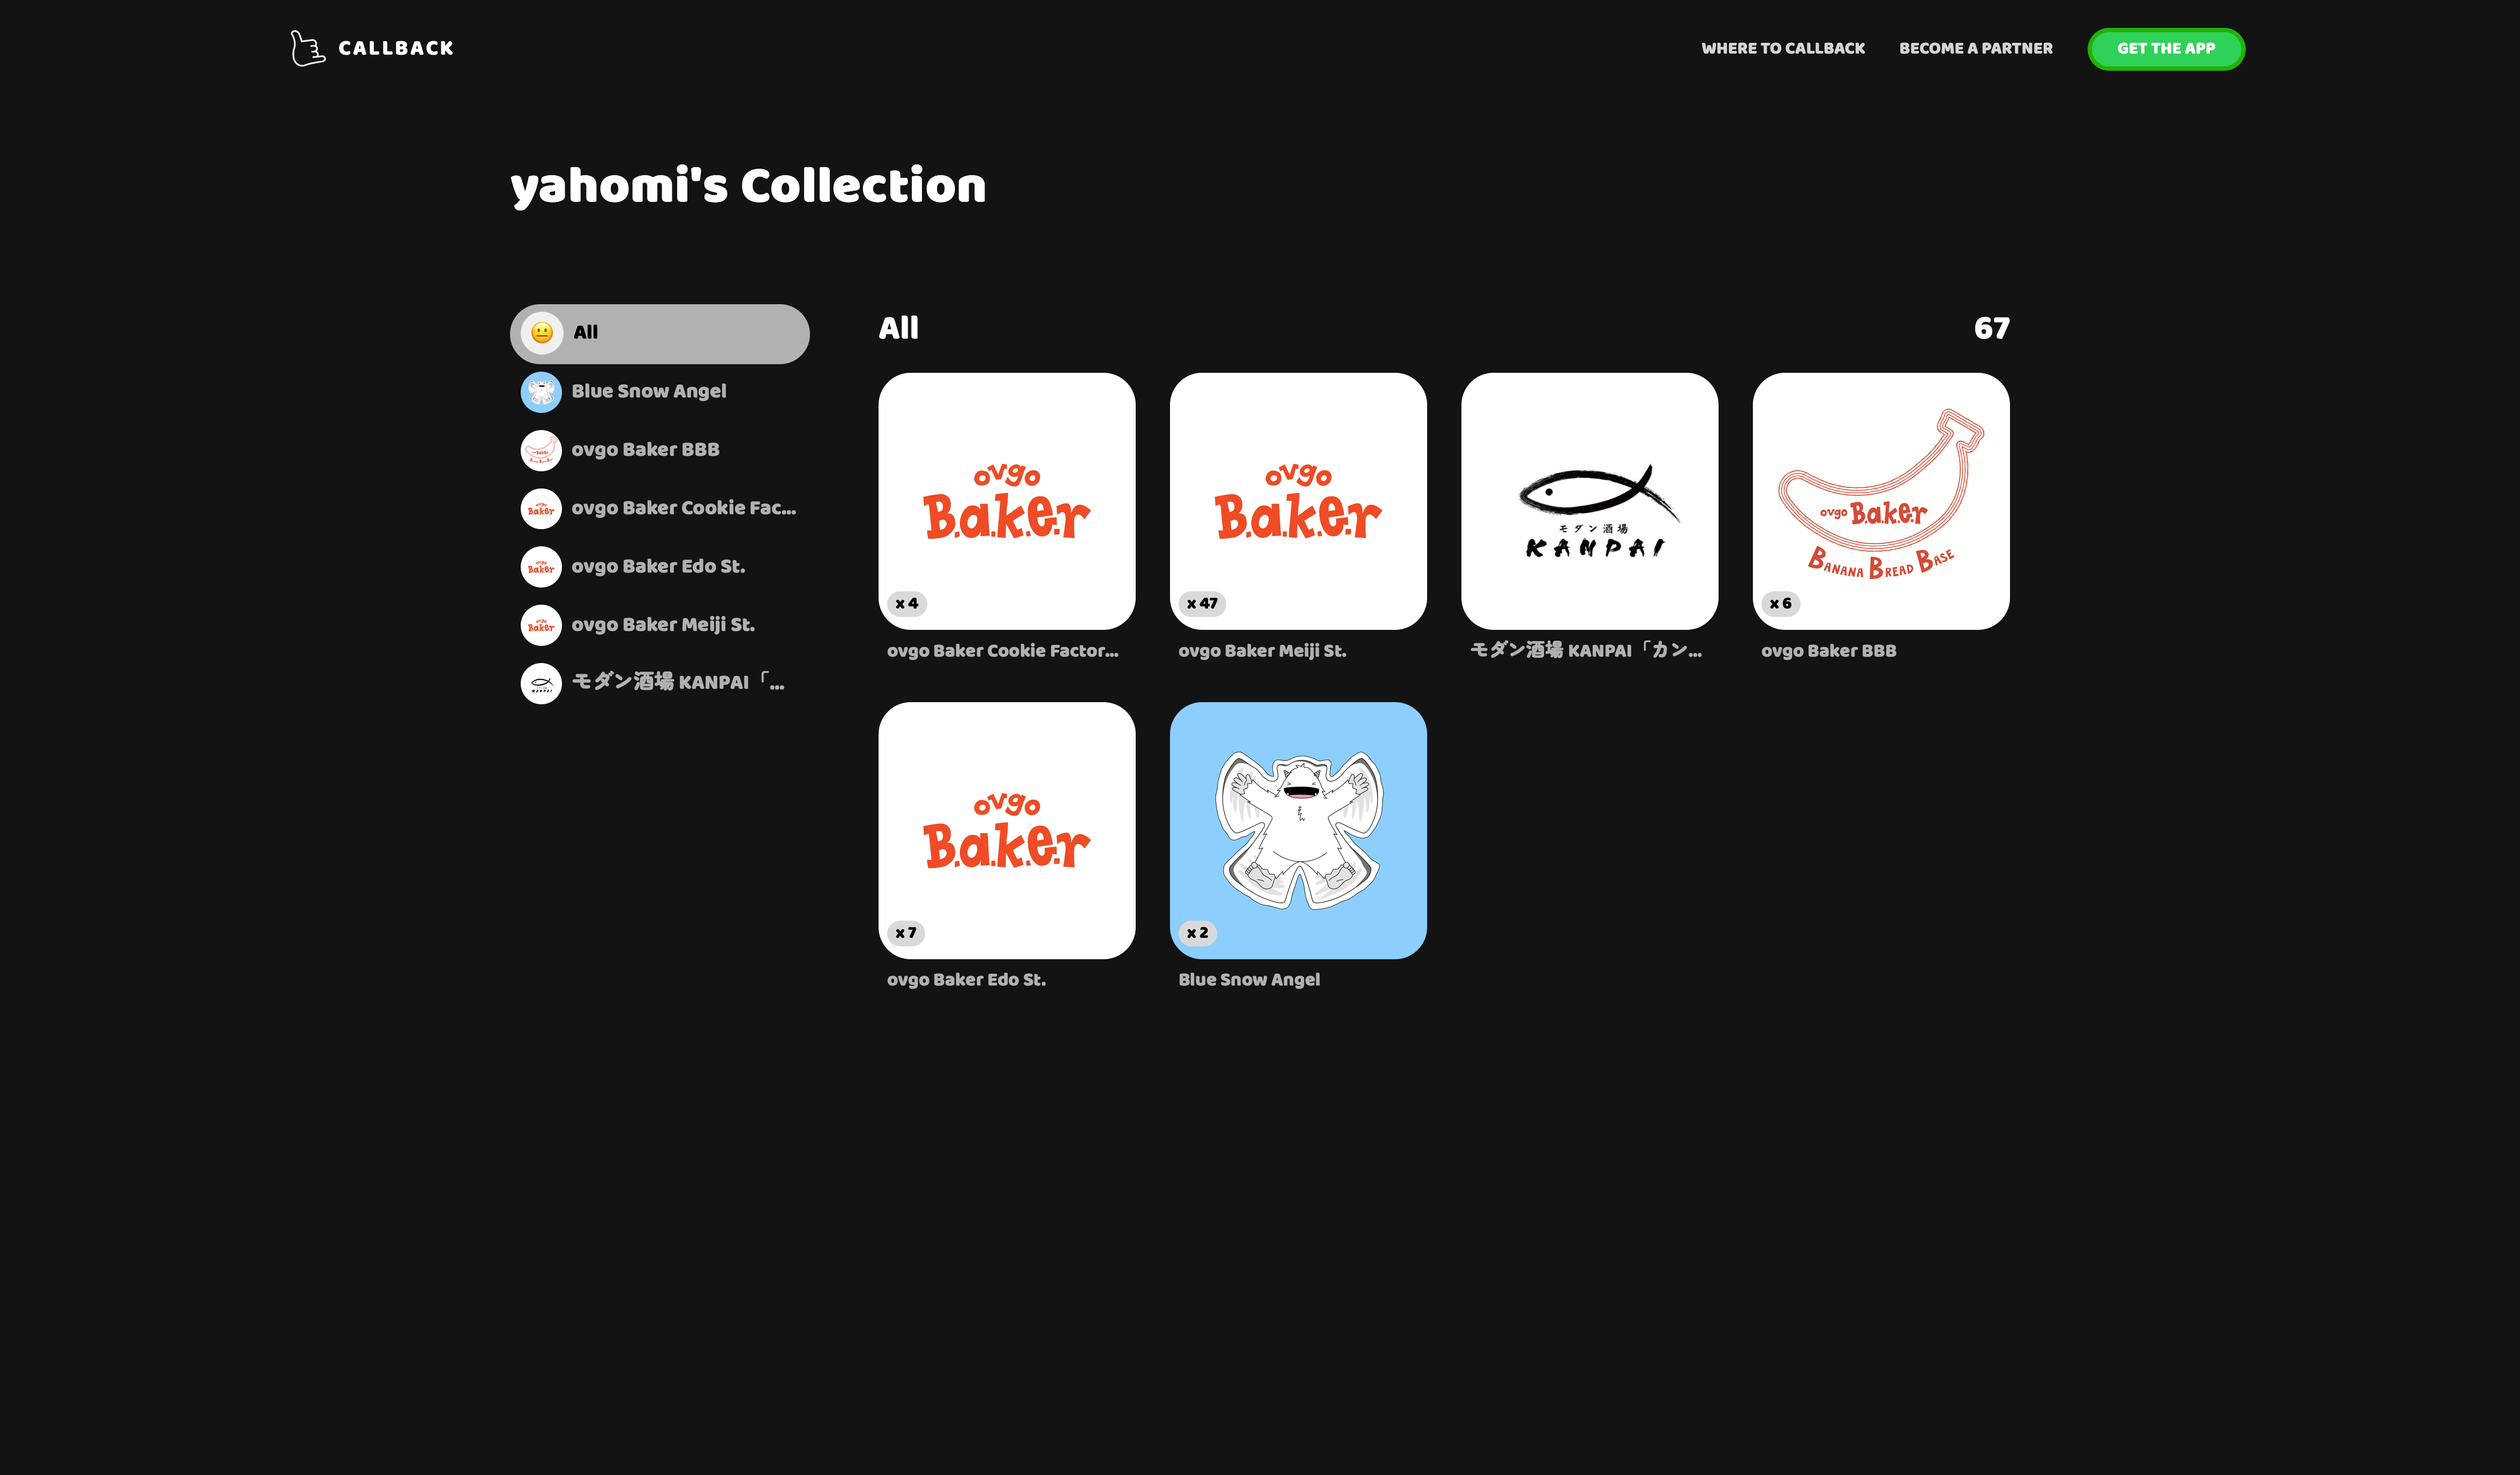 CALLBACK
WHERE TO CALLBACK
BECOME A PARTNER
GET THE APP
yahomi's Collection
All
Blue Snow Angel
ovgo Baker BBB
ovgo Baker Cookie Fac...
ovgo Baker Edo St.
ovgo Baker Meiji St.
モダン酒場 KANPAI「...
All
67
ovgo
B.a.k.e.r
x 4
ovgo Baker Cookie Factor...
ovgo
B.a.k.e.r
x 47
ovgo Baker Meiji St.
モダン酒場
KANPAI
モダン酒場 KANPAI「カン...
ovgo B.a.k.e.r
BANANA BREAD BASE
x 6
ovgo Baker BBB
ovgo
B.a.k.e.r
x 7
ovgo Baker Edo St.
x 2
Blue Snow Angel